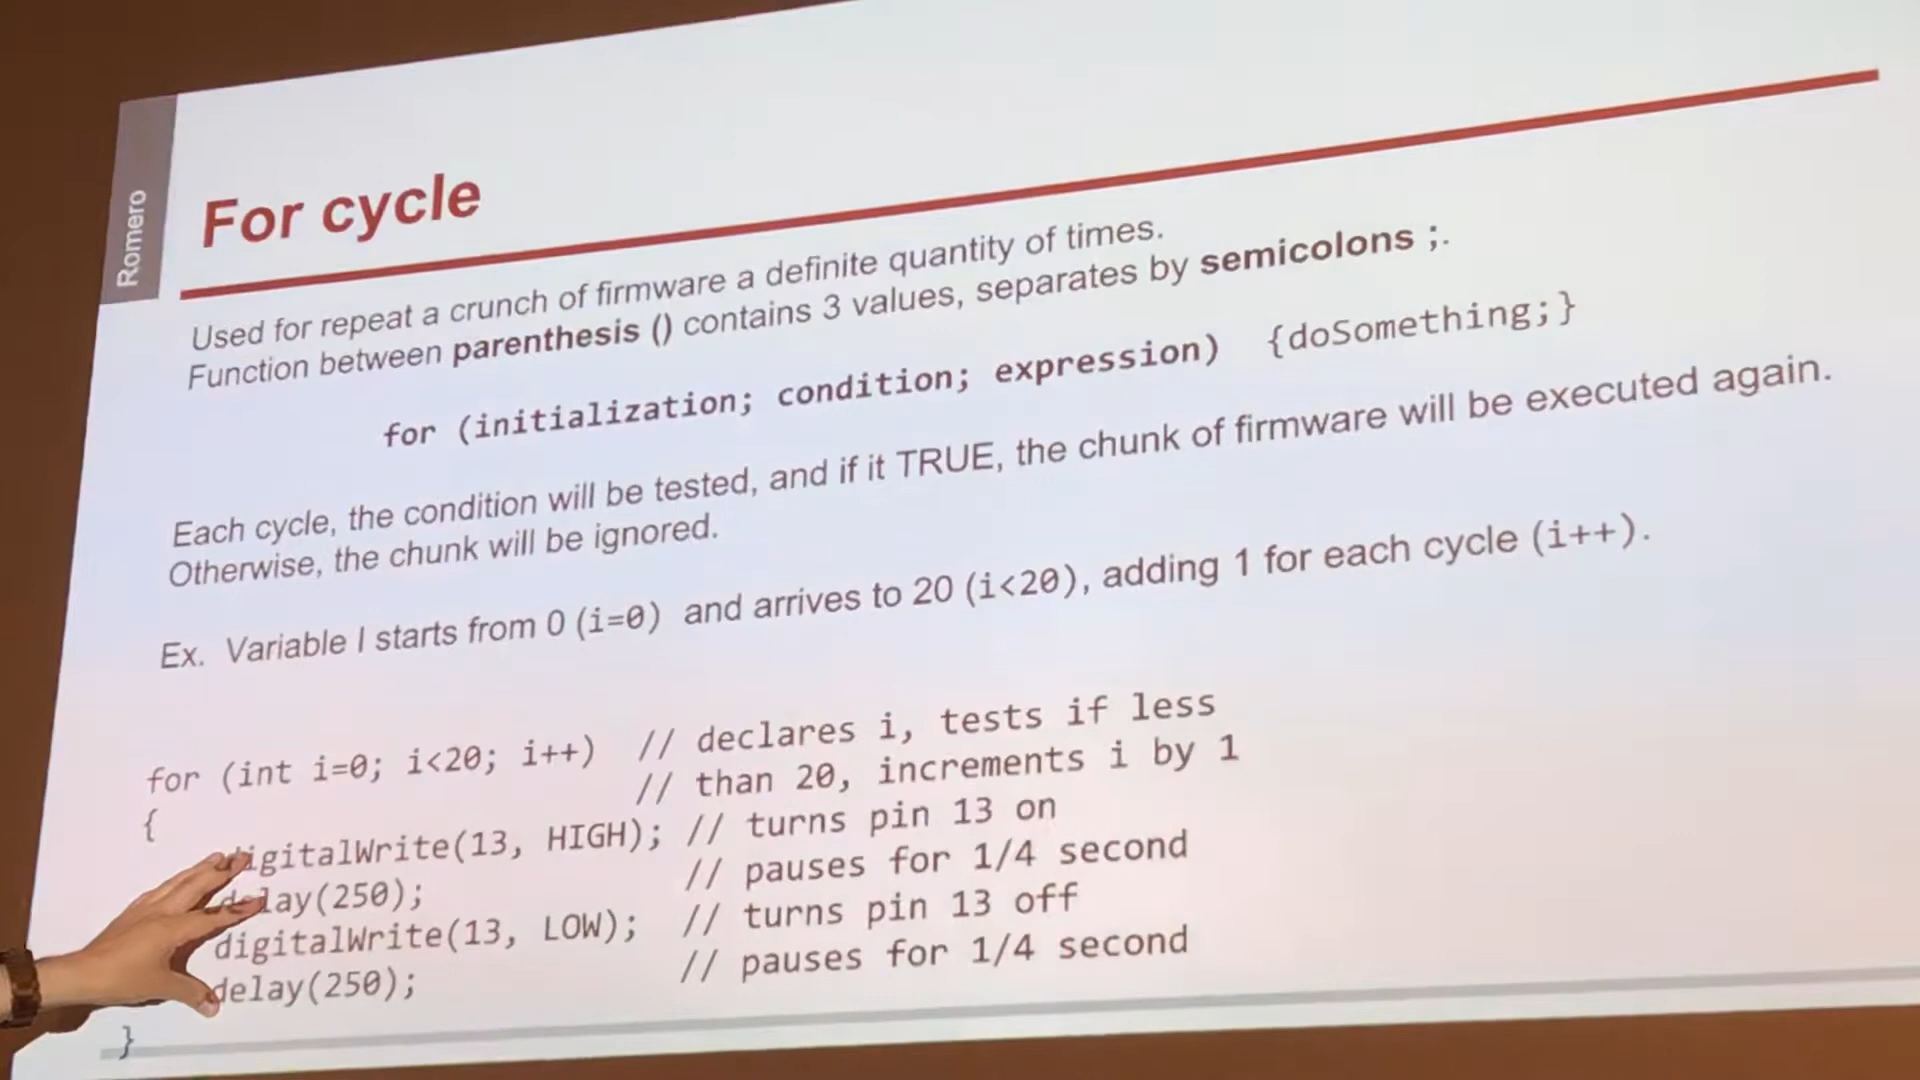 Romero
For cycle
Used for repeat a crunch of firmware a definite quantity of times.
Function between parenthesis () contains 3 values, separates by semicolons ;.
for (initialization; condition; expression) {doSomething;}
Each cycle, the condition will be tested, and if it TRUE, the chunk of firmware will be executed again.
Otherwise, the chunk will be ignored.
Ex. Variable I starts from 0 (i=0) and arrives to 20 (i<20), adding 1 for each cycle (i++).
for (int i=0; i<20; i++) // declares i, tests if less
// than 20, increments i by 1
{
digitalWrite(13, HIGH); // turns pin 13 on
delay(250); // pauses for 1/4 second
digitalWrite(13, LOW); // turns pin 13 off
delay(250); // pauses for 1/4 second
}